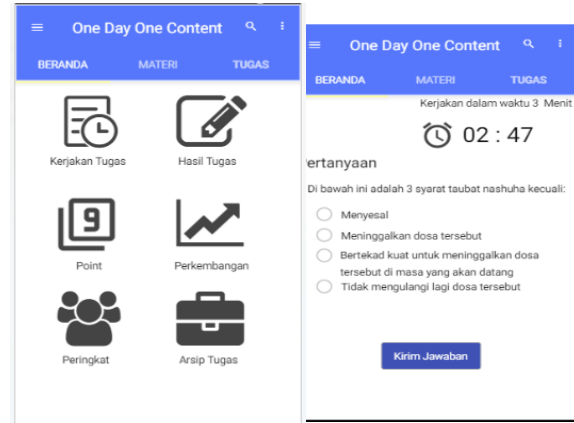 One Day One Content
BERANDA MATERI TUGAS
Kerjakan Tugas Hasil Tugas
9
Point Perkembangan
Peringkat Arsip Tugas
One Day One Content
BERANDA MATERI TUGAS
Kerjakan dalam waktu 3 Menit
02 : 47
ertanyaan
Di bawah ini adalah 3 syarat taubat nashuha kecuali:
Menyesal
Meninggalkan dosa tersebut
Bertekad kuat untuk meninggalkan dosa
tersebut di masa yang akan datang
Tidak mengulangi lagi dosa tersebut
Kirim Jawaban